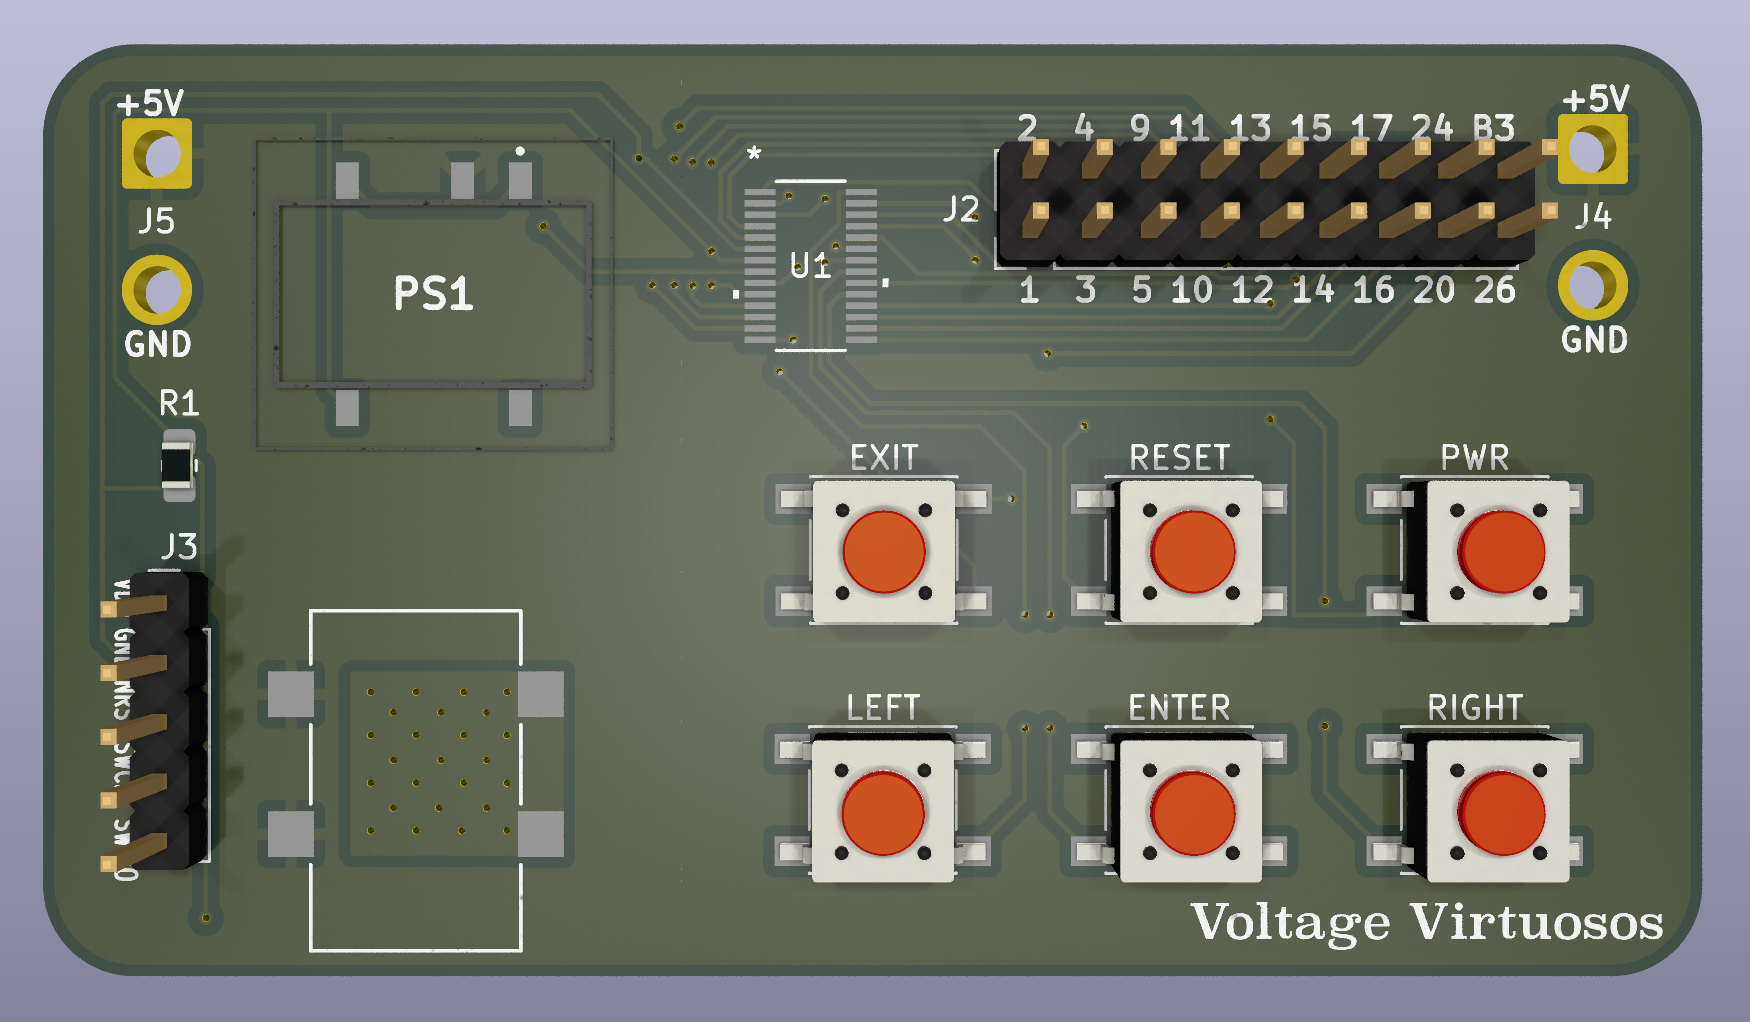 +5V
+5V
2 4 9 11 13 15 17 24 B3
*
J5
J2
J4
U1
PS1
1 3 5 10 12 14 16 20 26
GND
GND
R1
EXIT RESET PWR
J3
GND
LEFT ENTER RIGHT
Voltage Virtuosos